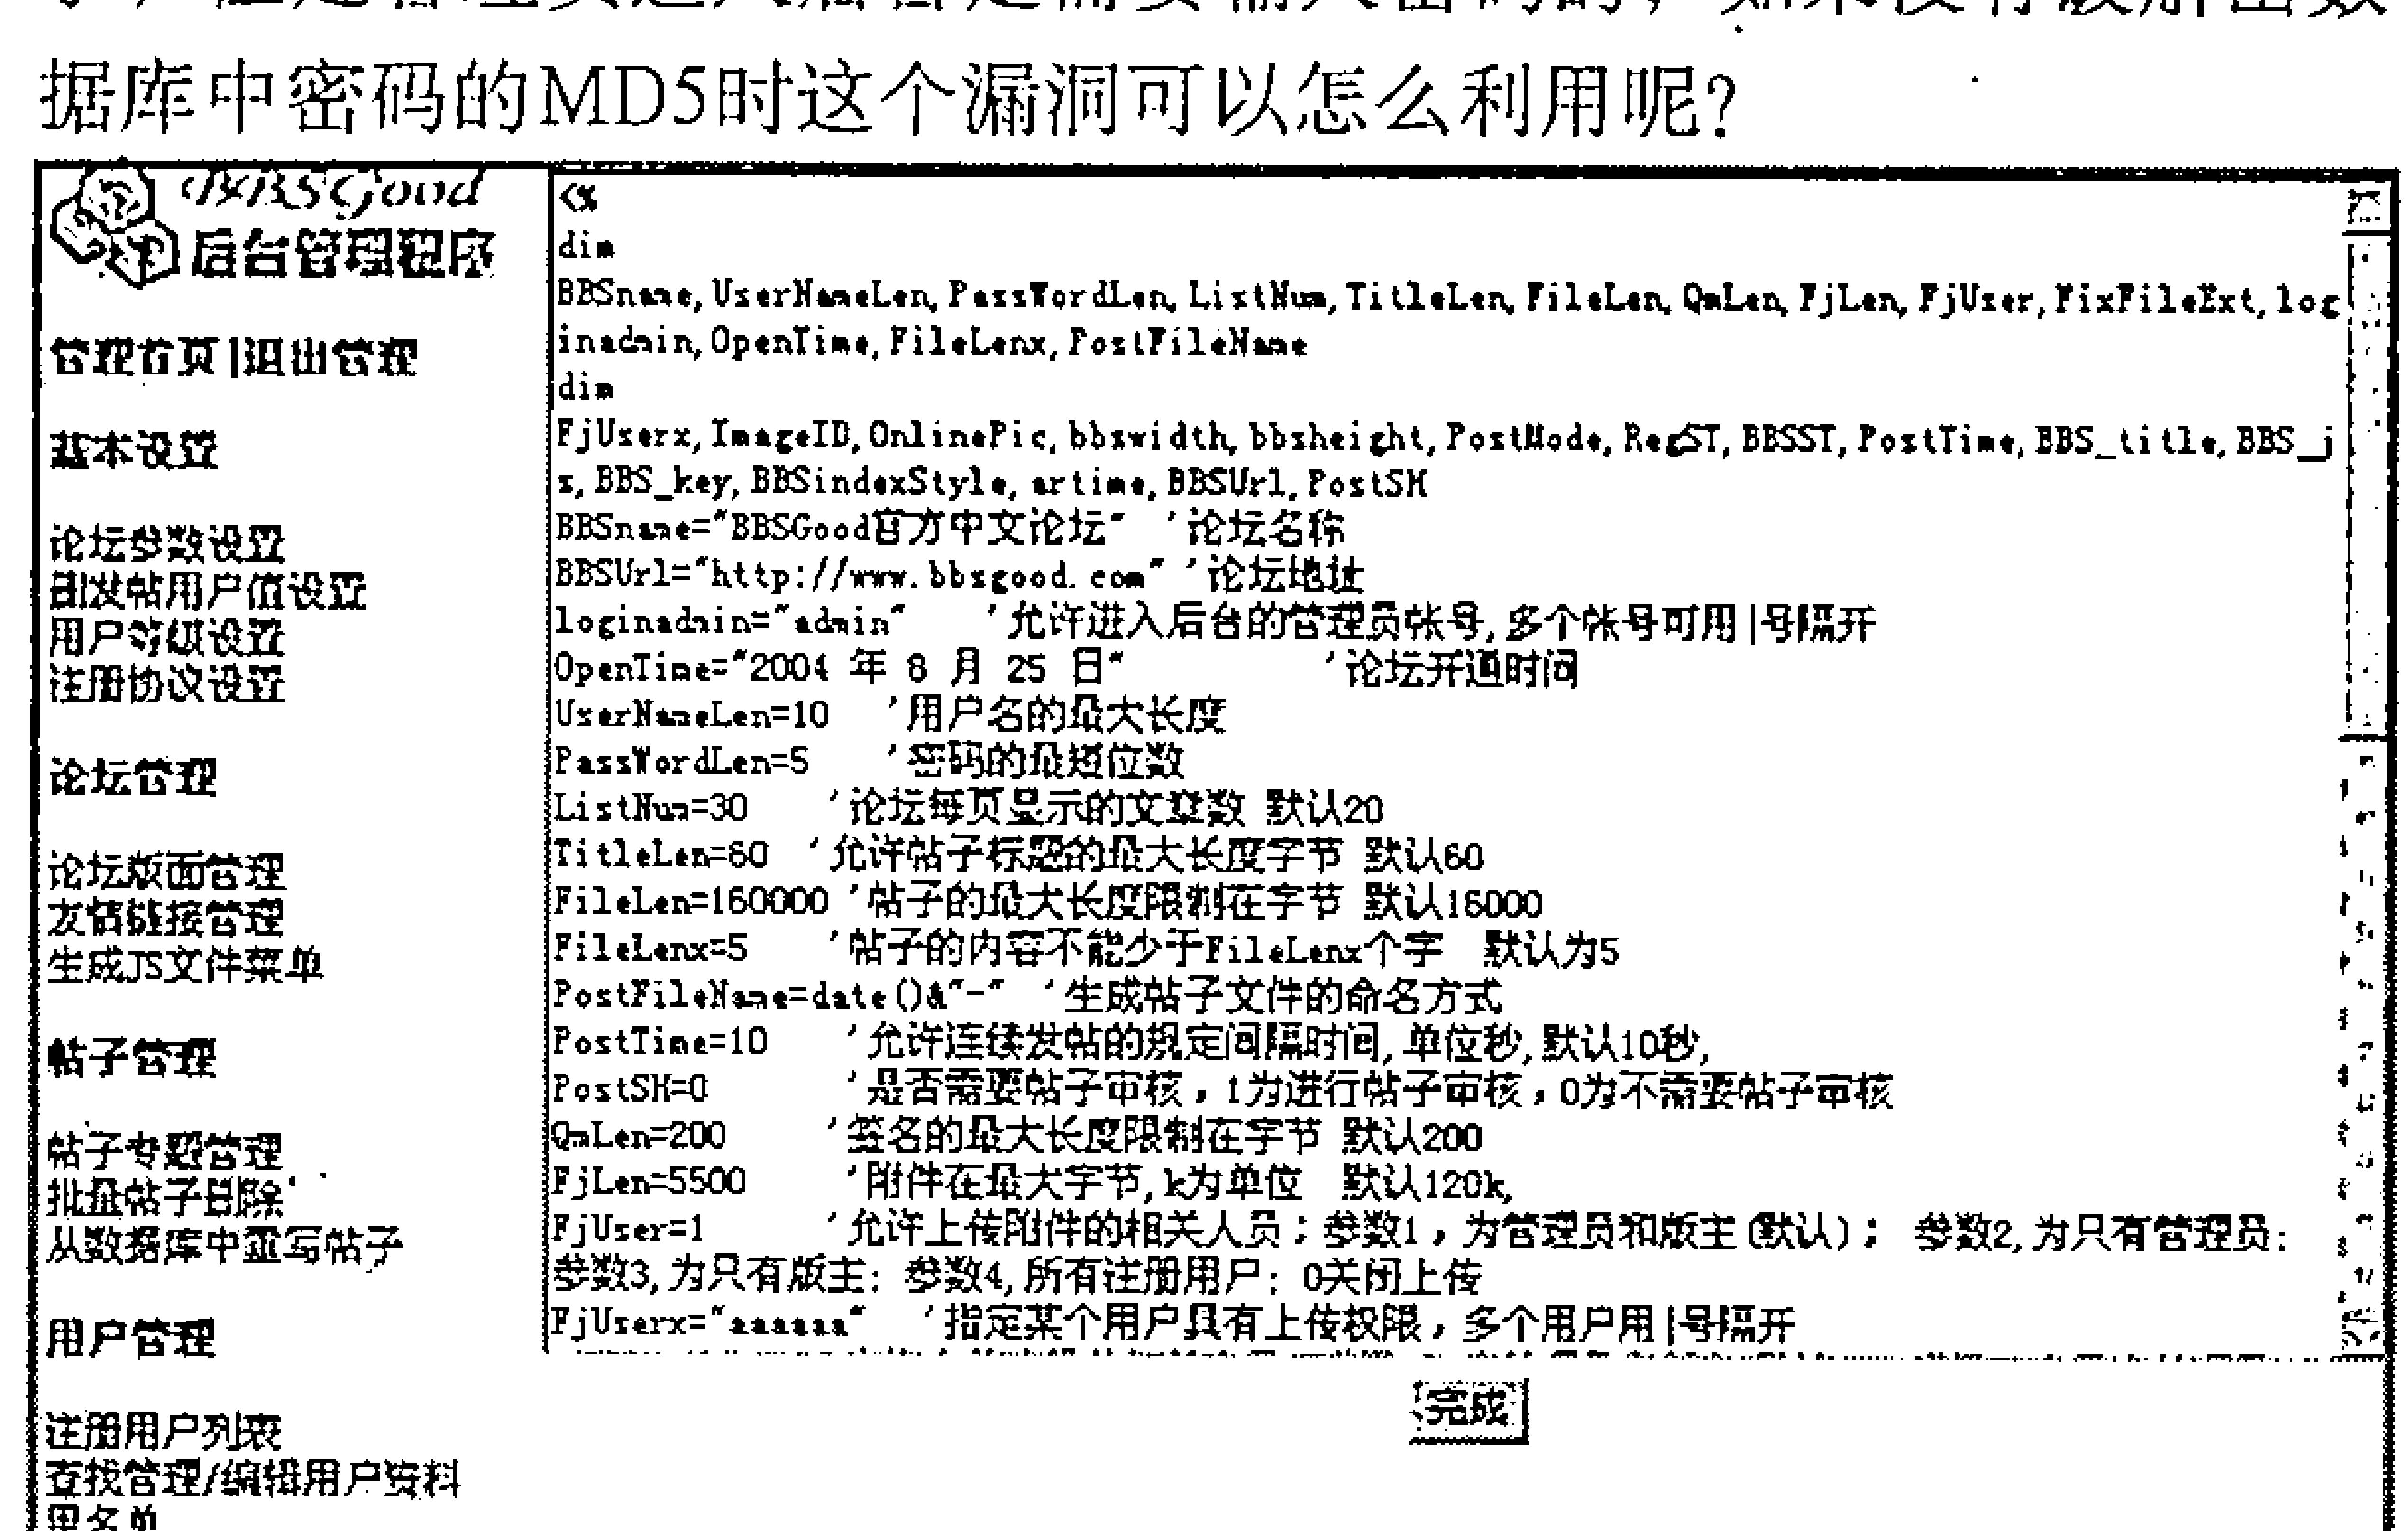 据库中密码的MD5时这个漏洞可以怎么利用呢?
BBSGood
后台管理程序
管理首页|退出管理
基本设置
论坛参数设置
删发帖用户值设置
用户等级设置
注册协议设置
论坛管理
论坛版面管理
友情链接管理
生成JS文件菜单
帖子管理
帖子专题管理
批量帖子删除
从数据库中重写帖子
用户管理
注册用户列表
查找管理/编辑用户资料
黑名单
<%
dim
BBSname,UserNameLen,PassWordLen,ListNum,TitleLen,FileLen,QmLen,FjLen,FjUser,FixFileExt,log
inadmin,OpenTime,FileLenx,PostFileName
dim
FjUserx,ImageID,OnlinePic,bbswidth,bbsheight,PostMode,RegST,BBSST,PostTime,BBS_title,BBS_j
s,BBS_key,BBSindexStyle,artime,BBSUrl,PostSH
BBSname="BBSGood官方中文论坛" '论坛名称
BBSUrl="http://www.bbsgood.com" '论坛地址
loginadmin="admin" '允许进入后台的管理员帐号,多个帐号可用|号隔开
OpenTime="2004 年 8 月 25 日" '论坛开通时间
UserNameLen=10 '用户名的最大长度
PassWordLen=5 '密码的最短位数
ListNum=30 '论坛每页显示的文章数 默认20
TitleLen=60 '允许帖子标题的最大长度字节 默认60
FileLen=160000 '帖子的最大长度限制在字节 默认16000
FileLenx=5 '帖子的内容不能少于FileLenx个字 默认为5
PostFileName=date()&"-" '生成帖子文件的命名方式
PostTime=10 '允许连续发帖的规定间隔时间,单位秒,默认10秒,
PostSH=0 '是否需要帖子审核，1为进行帖子审核，0为不需要帖子审核
QmLen=200 '签名的最大长度限制在字节 默认200
FjLen=5500 '附件在最大字节,k为单位 默认120k,
FjUser=1 '允许上传附件的相关人员；参数1，为管理员和版主(默认)； 参数2,为只有管理员:
参数3,为只有版主: 参数4,所有注册用户: 0关闭上传
FjUserx="aaaaaa" '指定某个用户具有上传权限，多个用户用|号隔开
完成